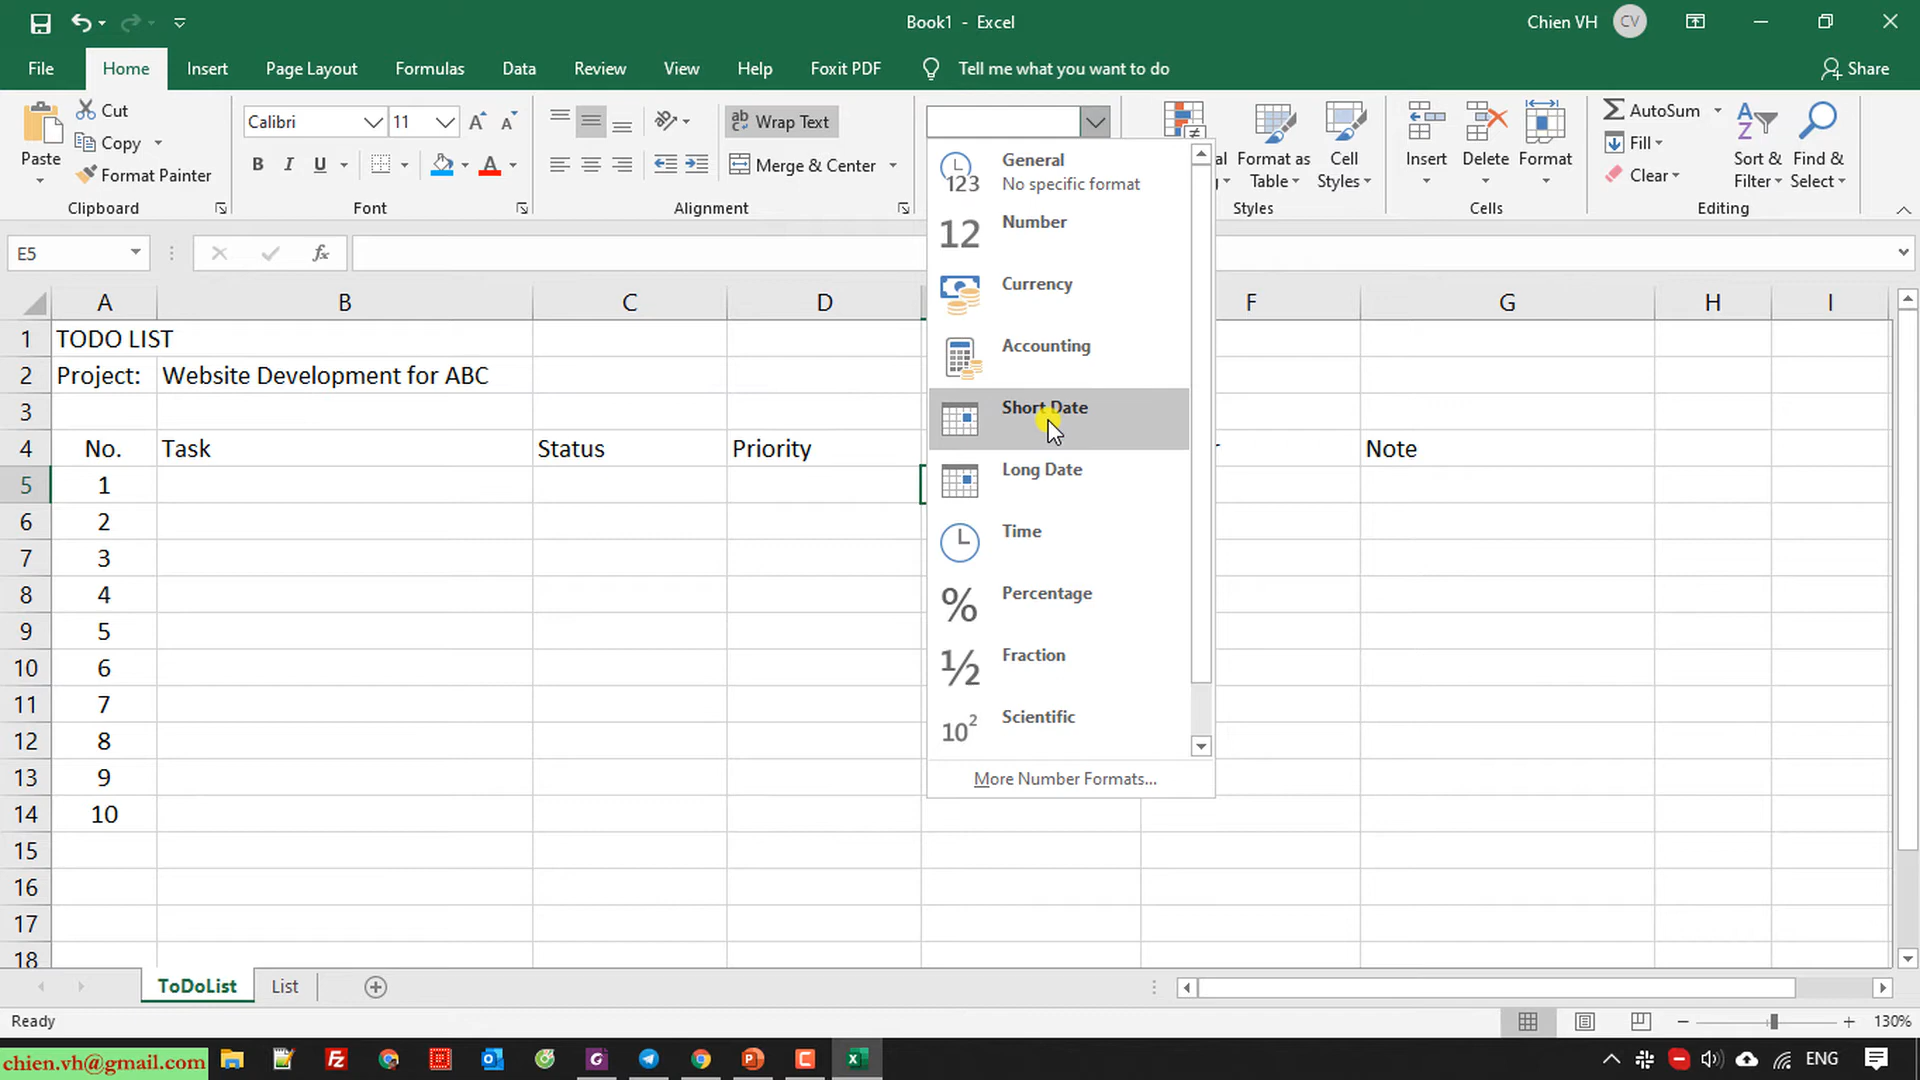 Book1 - Excel
Chien VH
CV
File
Home
Insert
Page Layout
Formulas
Data
Review
View
Help
Foxit PDF
Tell me what you want to do
Share
Paste
Cut
Copy
Format Painter
Clipboard
Calibri
11
B I U
Font
Wrap Text
Merge & Center
Alignment
Format as Table
Cell Styles
Styles
Insert
Delete
Format
Cells
AutoSum
Fill
Clear
Sort & Filter
Find & Select
Editing
E5
fx
General
No specific format
Number
Currency
Accounting
Short Date
Long Date
Time
Percentage
Fraction
Scientific
More Number Formats...
A B C D F G H I
1 TODO LIST
2 Project: Website Development for ABC
3
4 No. Task Status Priority Note
5 1
6 2
7 3
8 4
9 5
10 6
11 7
12 8
13 9
14 10
15
16
17
18
ToDoList
List
Ready
130%
chien.vh@gmail.com
ENG